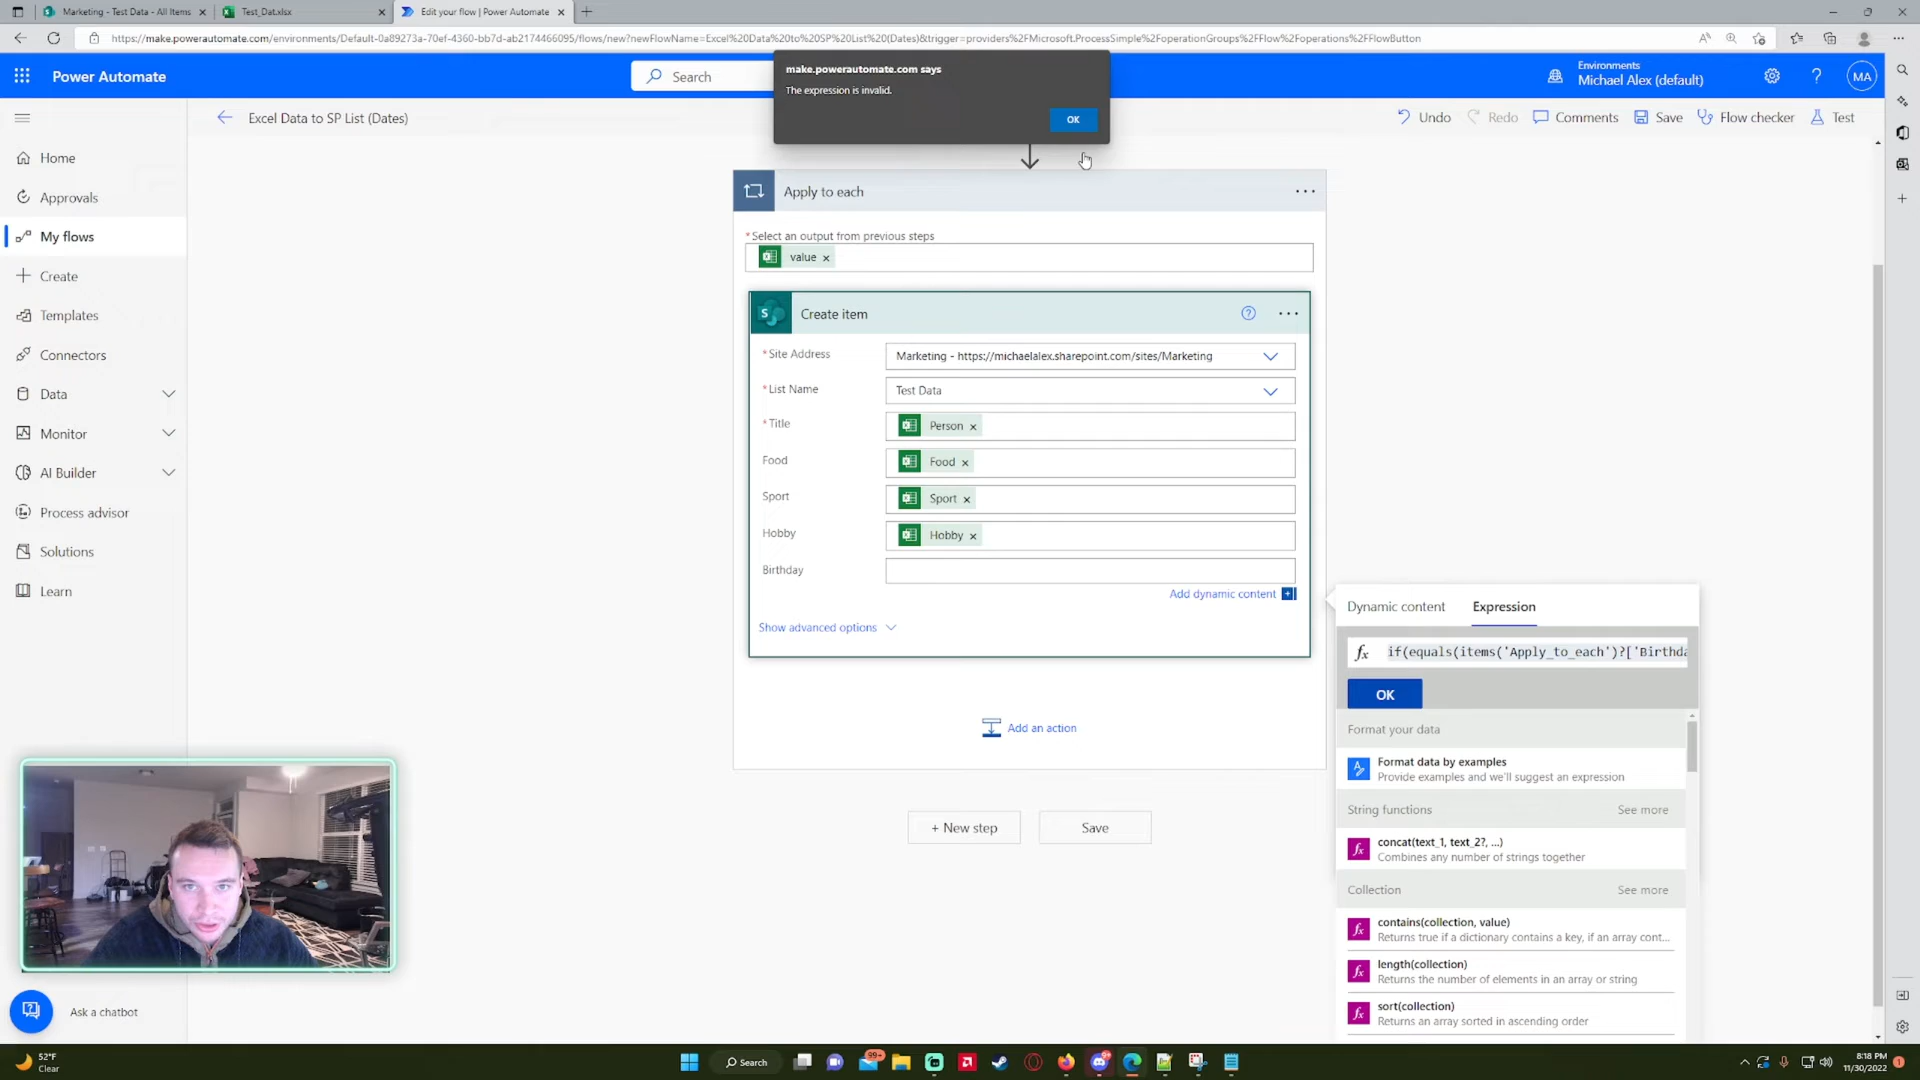 Marketing - Test Data - All Items
Test_Dat.xlsx
Edit your flow | Power Automate
https://make.powerautomate.com/environments/Default-0a89273a-70ef-4360-bb7d-ab2174466095/flows/new?newFlowName=Excel%20Data%20to%20SP%20List%20(Dates)&trigger=providers%2FMicrosoft.ProcessSimple%2FoperationGroups%2FFlow%2Foperations%2FFlowButton
Power Automate
Search
make.powerautomate.com says
The expression is invalid.
OK
Environments
Michael Alex (default)
MA
Excel Data to SP List (Dates)
Undo
Redo
Comments
Save
Flow checker
Test
Home
Approvals
My flows
Create
Templates
Connectors
Data
Monitor
AI Builder
Process advisor
Solutions
Learn
Ask a chatbot
Apply to each
* Select an output from previous steps
value
Create item
* Site Address
Marketing - https://michaelalex.sharepoint.com/sites/Marketing
* List Name
Test Data
* Title
Person
Food
Food
Sport
Sport
Hobby
Hobby
Birthday
Add dynamic content
Show advanced options
Add an action
+ New step
Save
Dynamic content
Expression
fx
if(equals(items('Apply_to_each')?['Birthda
OK
Format your data
Format data by examples
Provide examples and we'll suggest an expression
String functions
See more
concat(text_1, text_2?, ...)
Combines any number of strings together
Collection
See more
contains(collection, value)
Returns true if a dictionary contains a key, if an array cont...
length(collection)
Returns the number of elements in an array or string
sort(collection)
Returns an array sorted in ascending order
52°F
Clear
Search
99+
8:18 PM
11/30/2022